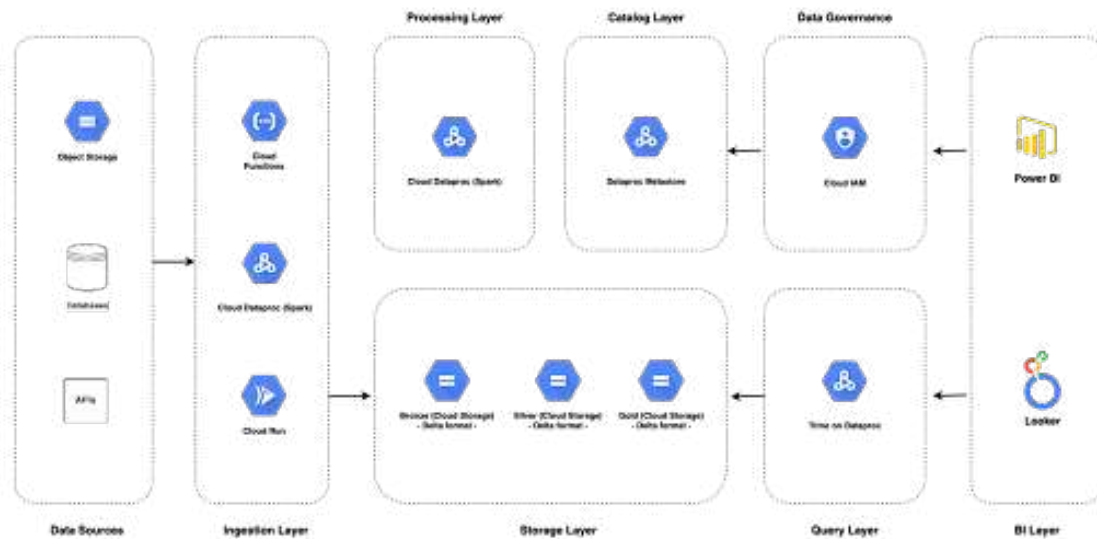 Processing Layer
Catalog Layer
Data Governance
Object Storage
Cloud
Functions
Cloud Dataproc (Spark)
Dataproc Metastore
Cloud IAM
Power BI
Databases
Cloud Dataproc (Spark)
APIs
Cloud Run
Bronze (Cloud Storage)
- Delta format -
Silver (Cloud Storage)
- Delta format -
Gold (Cloud Storage)
- Delta format -
on Dataproc
Looker
Data Sources
Ingestion Layer
Storage Layer
Query Layer
BI Layer